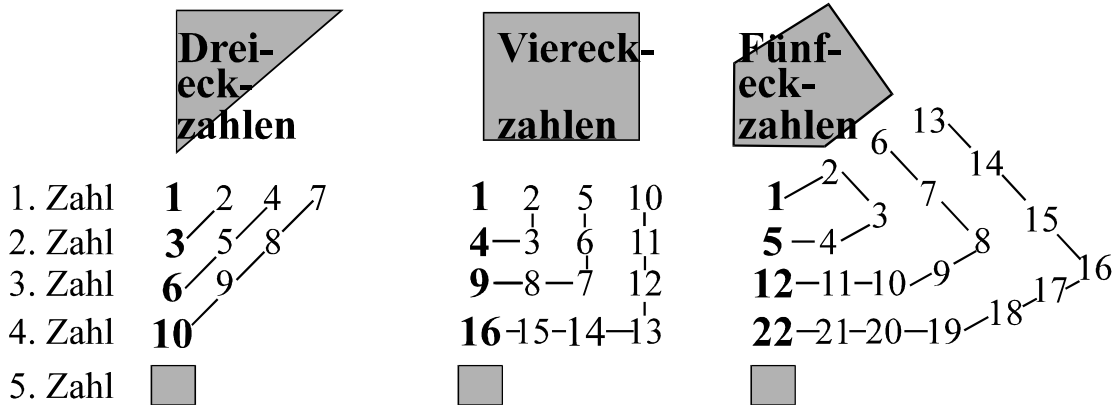 Drei-
eck-
zahlen
Viereck-
zahlen
Fünf-
eck-
zahlen
6 13
14
1. Zahl 1 2 4 7 1 2 5 10 1 2 7
3 15
2. Zahl 3 5 8 4 3 6 11 5 4 8
3. Zahl 6 9 9 8 7 12 12 11 10 9 16
17
18
4. Zahl 10 16 15 14 13 22 21 20 19
5. Zahl